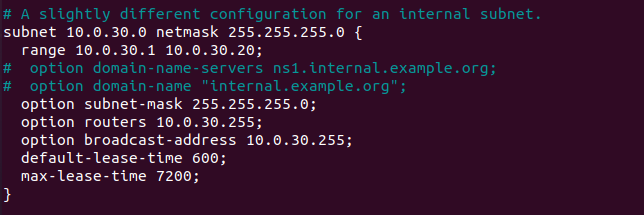 # A slightly different configuration for an internal subnet.
subnet 10.0.30.0 netmask 255.255.255.0 {
  range 10.0.30.1 10.0.30.20;
#  option domain-name-servers ns1.internal.example.org;
#  option domain-name "internal.example.org";
  option subnet-mask 255.255.255.0;
  option routers 10.0.30.255;
  option broadcast-address 10.0.30.255;
  default-lease-time 600;
  max-lease-time 7200;
}